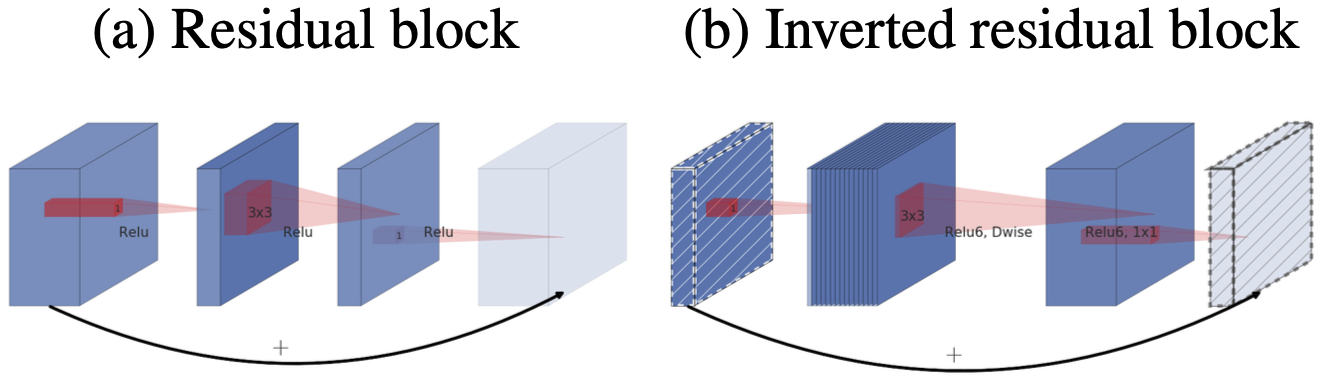 (a) Residual block
(b) Inverted residual block
1
Relu
3x3
Relu
1
Relu
+
1
3x3
Relu6, Dwise
Relu6, 1x1
+